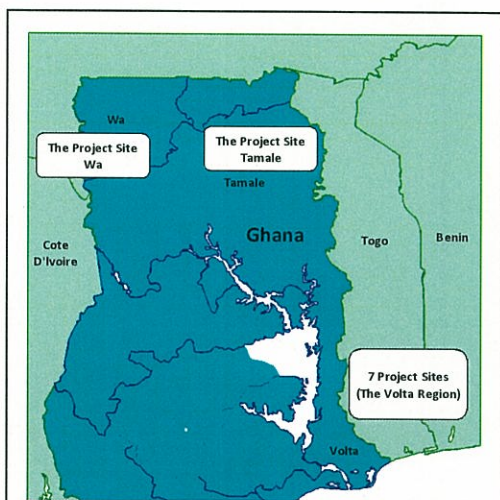 Wa
The Project Site
Wa
The Project Site
Tamale
Tamale
Ghana
Cote
D'Ivoire
Togo
Benin
7 Project Sites
(The Volta Region)
Volta